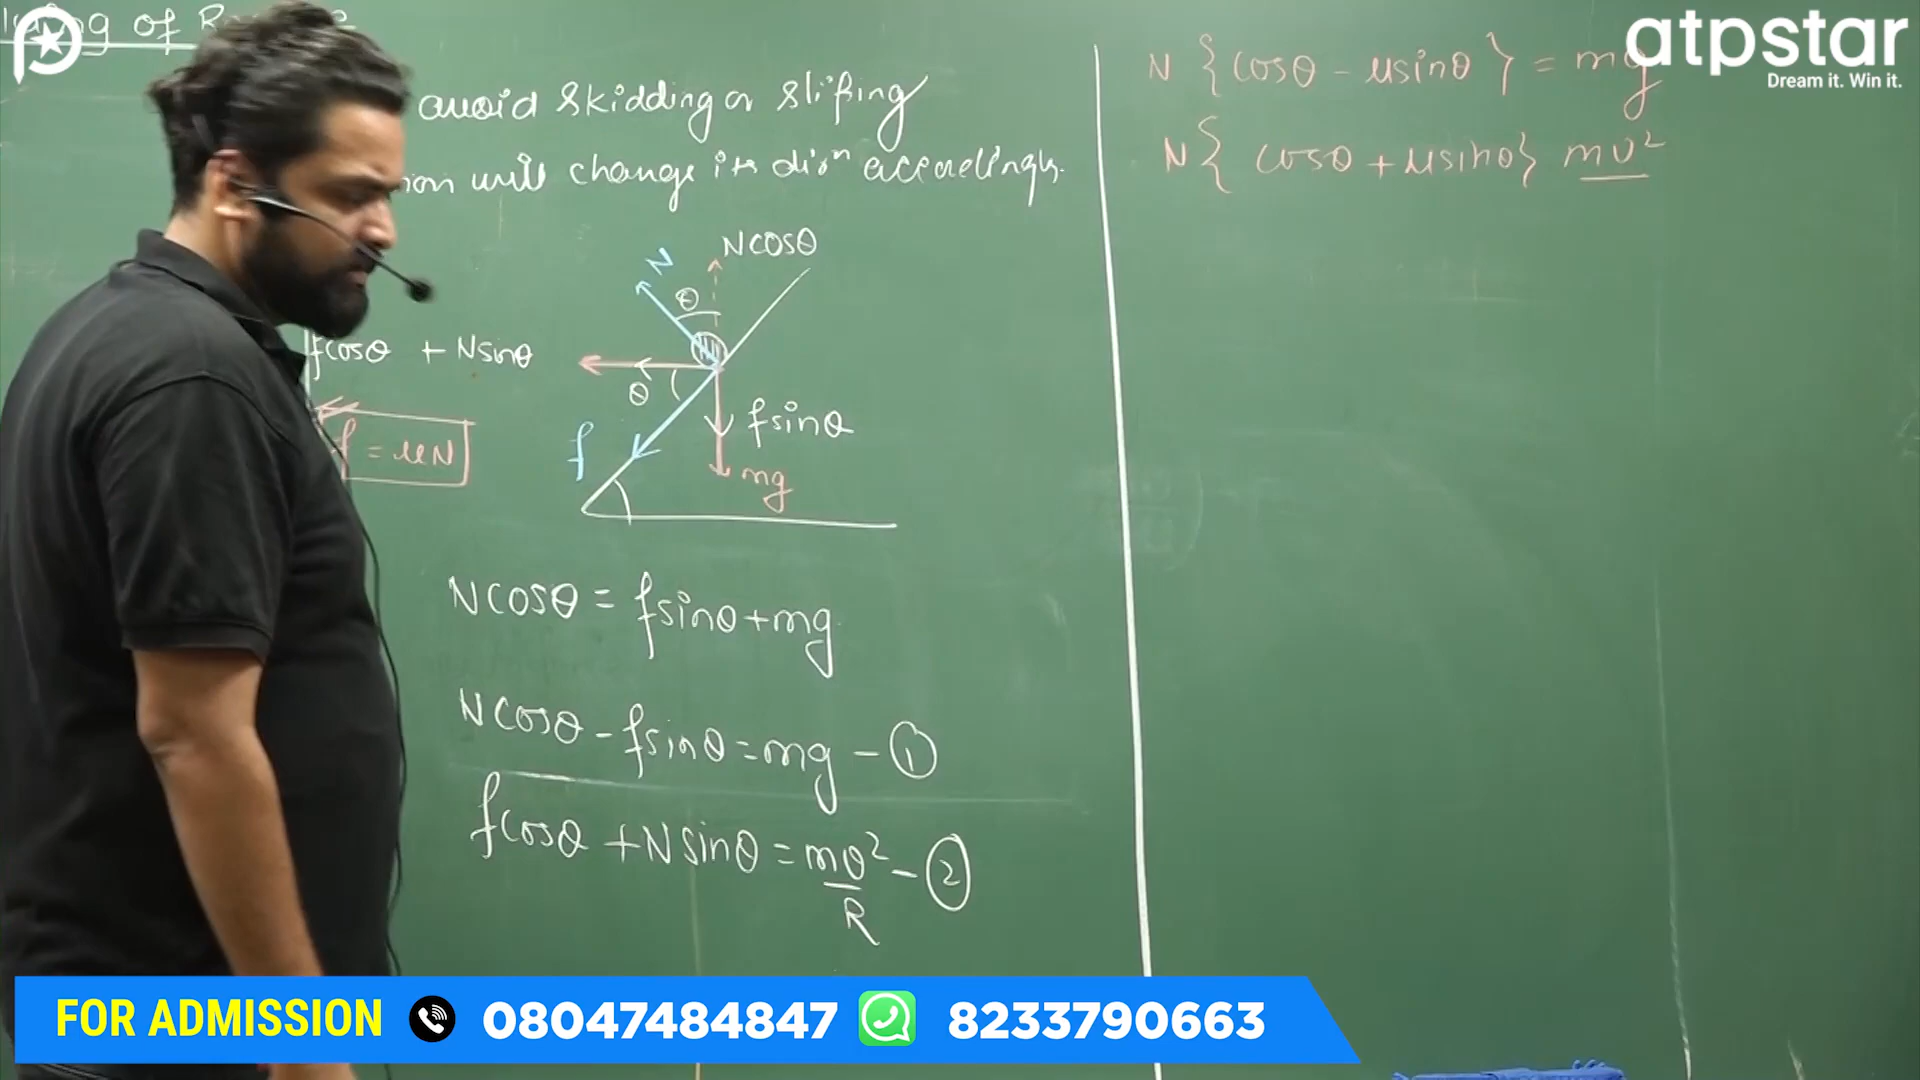 of
avoid skidding or slipping
will change its dirⁿ accordingly.
Ncosθ
N
θ
fcosθ + Nsinθ
θ
fsinθ
f = μN
f
mg
Ncosθ = fsinθ+mg
Ncosθ - fsinθ = mg - ①
fcosθ + Nsinθ = mv²/R - ②
N { cosθ - μsinθ } = mg
N{ cosθ + μsinθ} mv²
atpstar
Dream it. Win it.
FOR ADMISSION 08047484847 8233790663